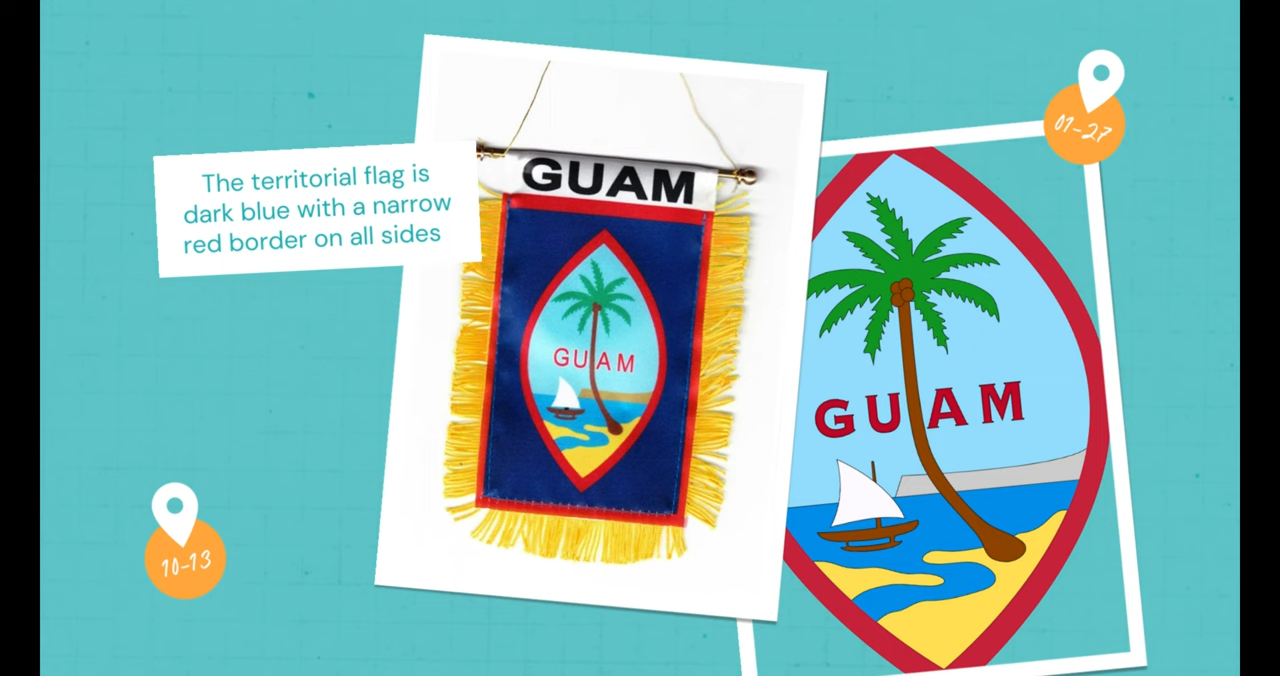 The territorial flag is
dark blue with a narrow
red border on all sides
GUAM
GUAM
GUAM
01-27
10-13